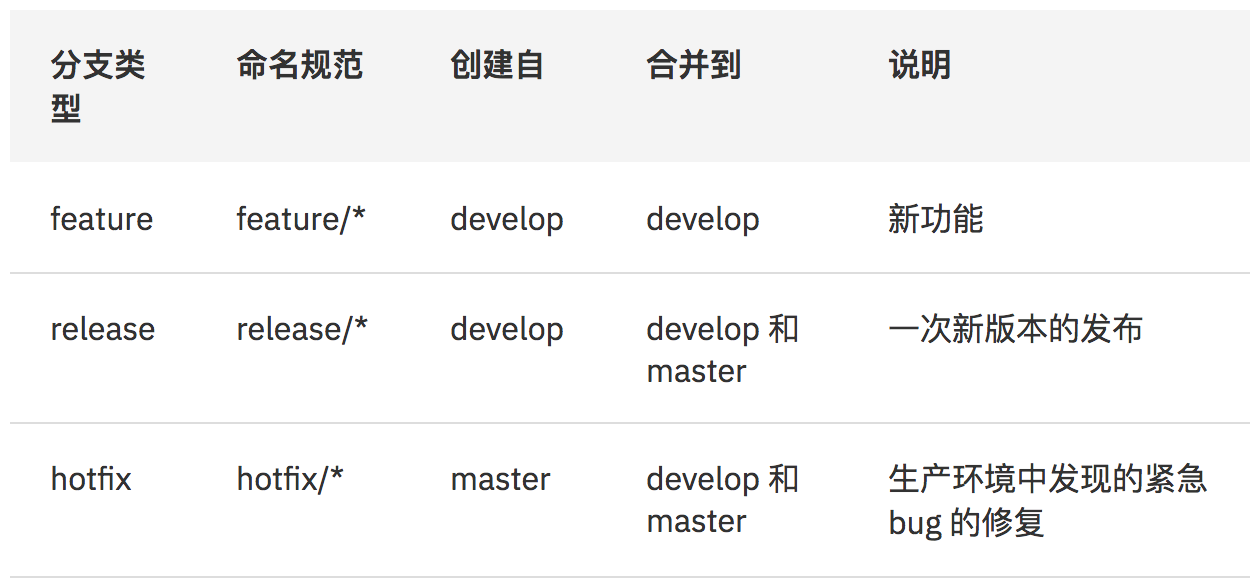 分支类型 命名规范 创建自 合并到 说明
feature feature/* develop develop 新功能
release release/* develop develop 和 master 一次新版本的发布
hotfix hotfix/* master develop 和 master 生产环境中发现的紧急 bug 的修复